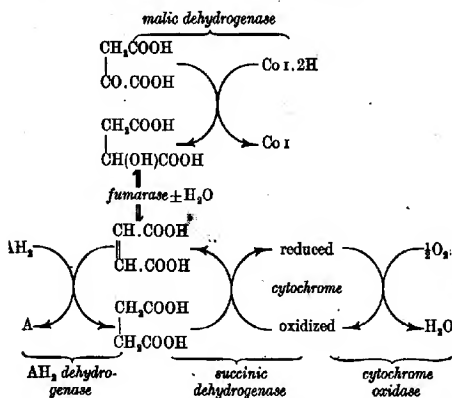 malic dehydrogenase
CH₂COOH
CO.COOH
Co I.2H
CH₂COOH
CH(OH)COOH
Co I
fumarase ± H₂O
AH₂
CH.COOH
CH.COOH
reduced
½O₂
cytochrome
A
CH₂COOH
CH₂COOH
oxidized
H₂O
AH₂ dehydro-
genase
succinic
dehydrogenase
cytochrome
oxidase